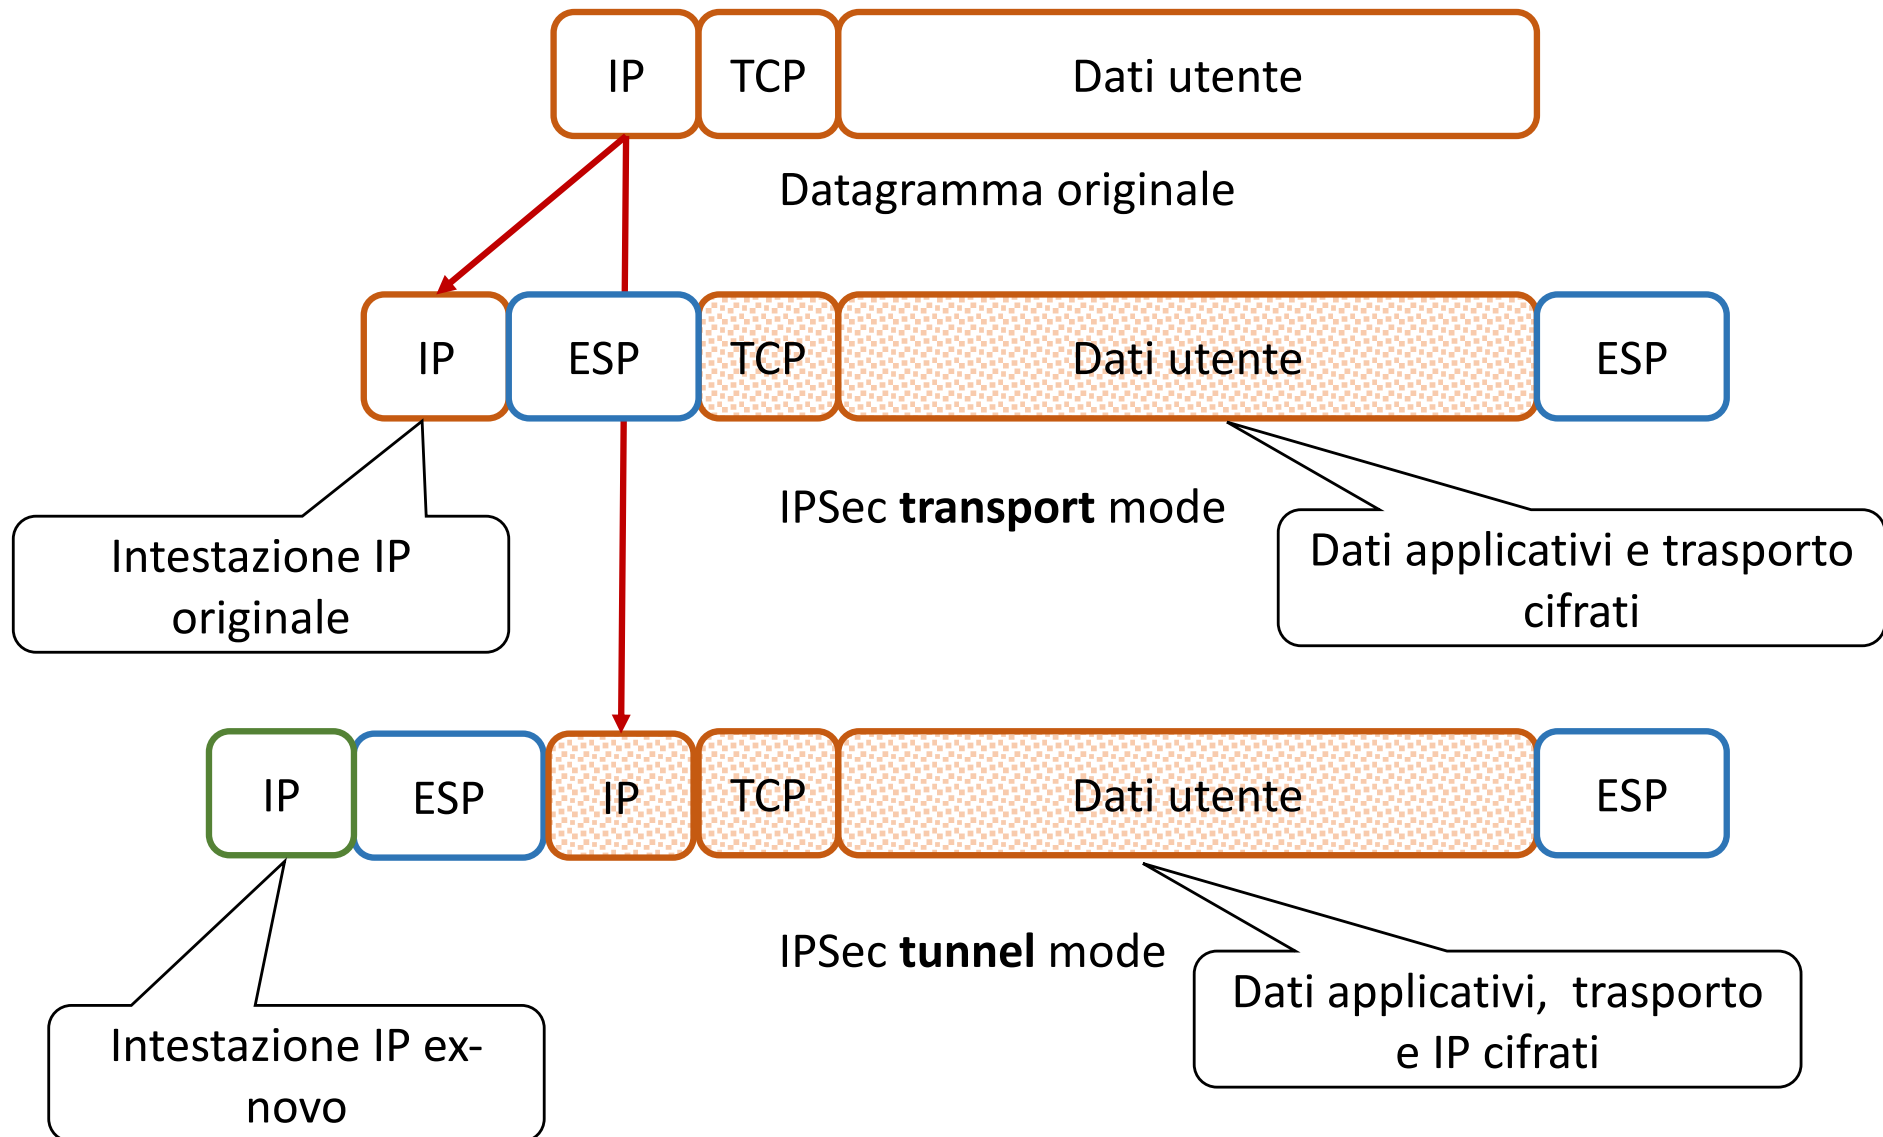 IP TCP Dati utente
Datagramma originale
IP ESP TCP Dati utente ESP
IPSec transport mode
Intestazione IP
originale
Dati applicativi e trasporto
cifrati
IP ESP IP TCP Dati utente ESP
IPSec tunnel mode
Intestazione IP ex-
novo
Dati applicativi,  trasporto
e IP cifrati